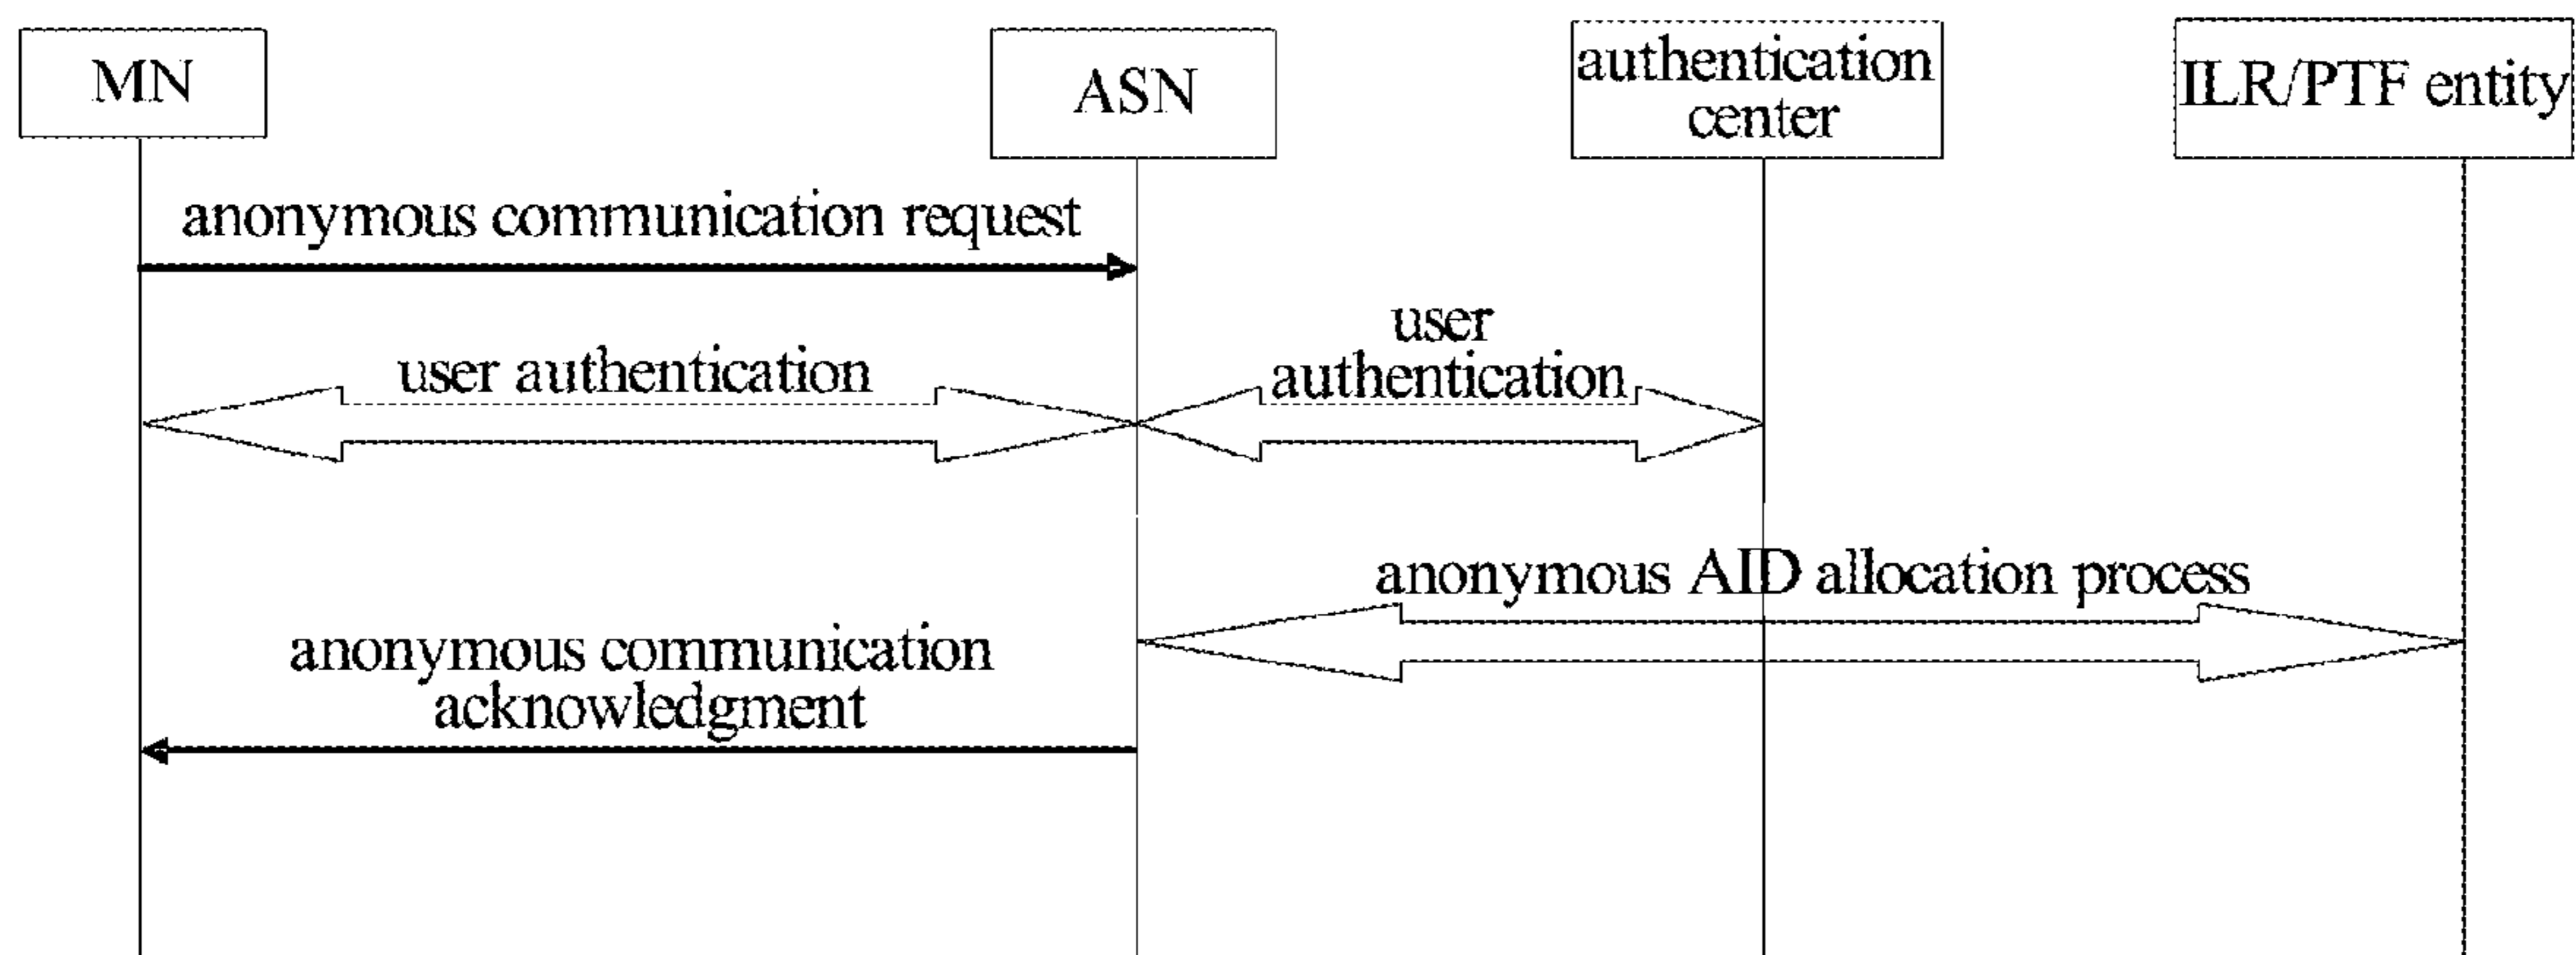 MN
ASN
authentication
center
ILR/PTF entity
anonymous communication request
user authentication
user
authentication
anonymous AID allocation process
anonymous communication
acknowledgment